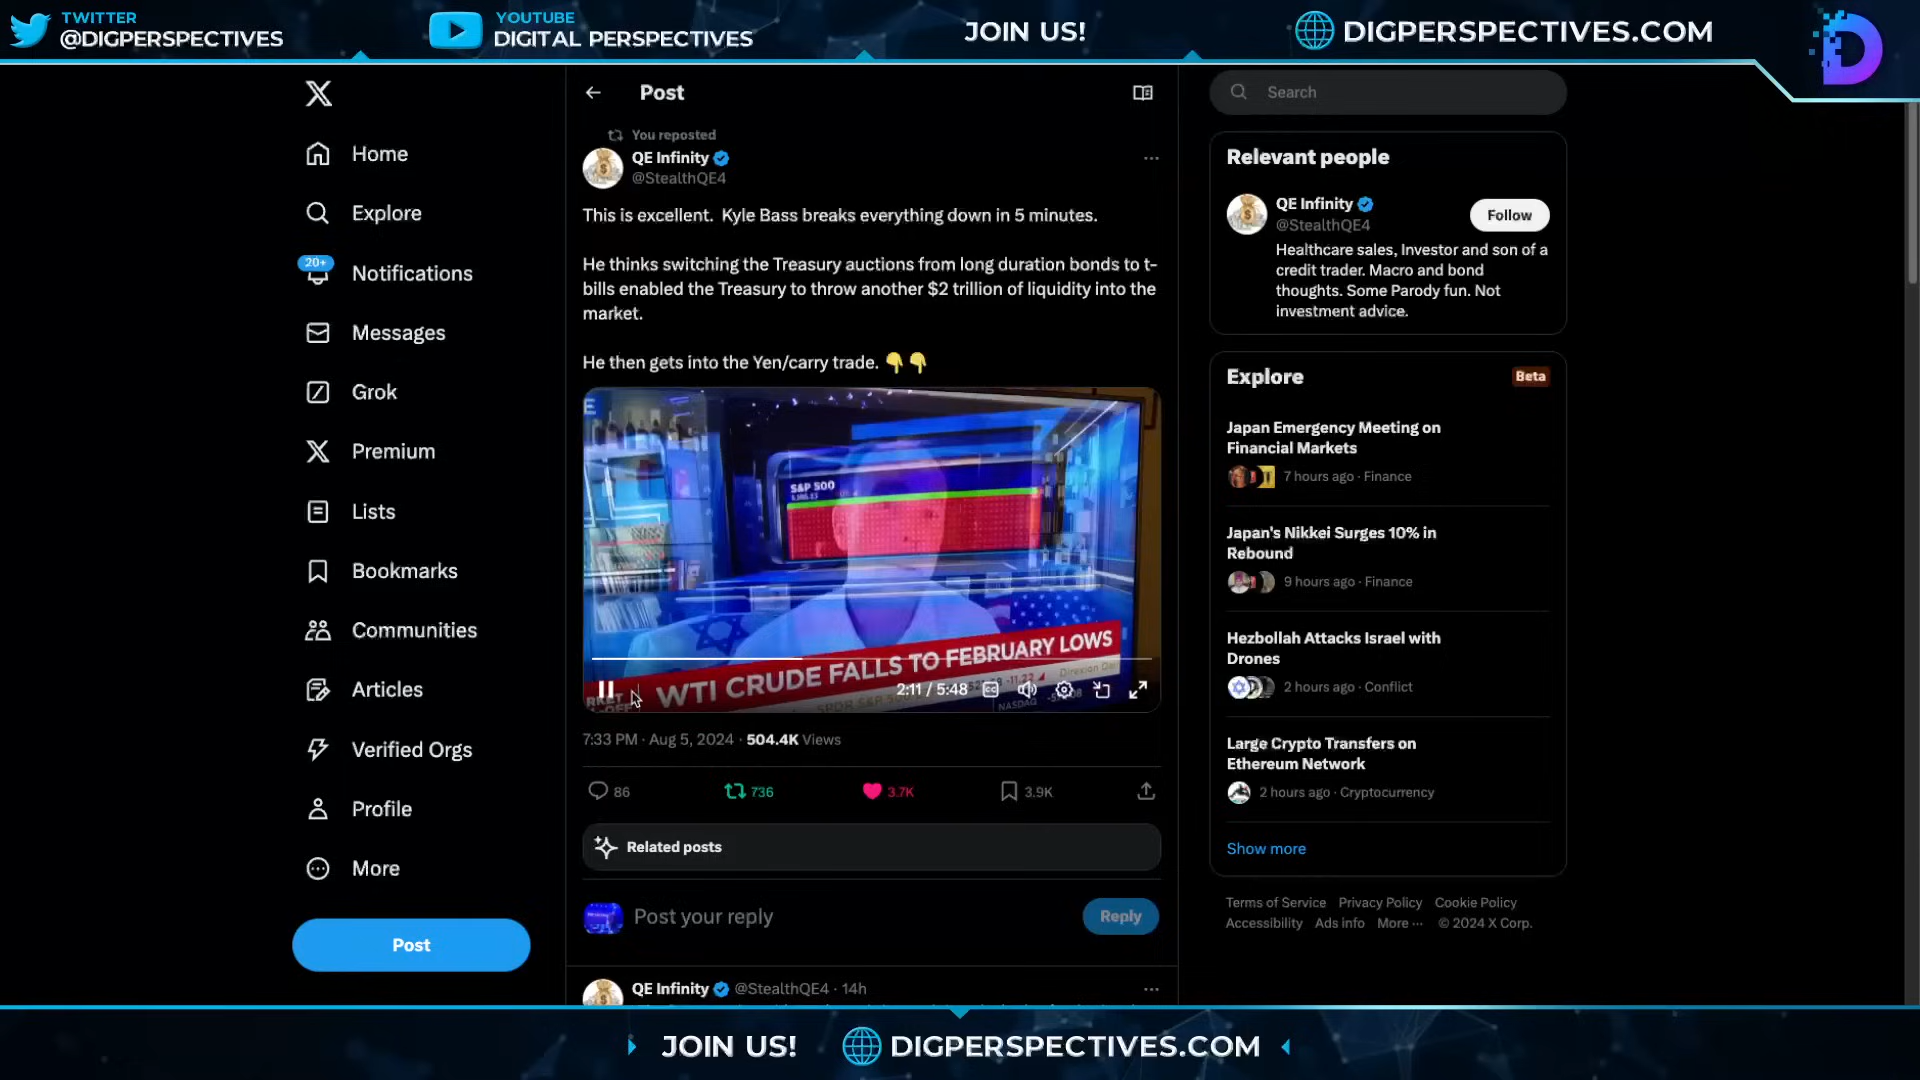 TWITTER
@DIGPERSPECTIVES
YOUTUBE
DIGITAL PERSPECTIVES
JOIN US!
DIGPERSPECTIVES.COM
Home
Explore
20+
Notifications
Messages
Grok
Premium
Lists
Bookmarks
Communities
Articles
Verified Orgs
Profile
More
Post
Post
You reposted
QE Infinity
@StealthQE4
This is excellent. Kyle Bass breaks everything down in 5 minutes.
He thinks switching the Treasury auctions from long duration bonds to t-
bills enabled the Treasury to throw another $2 trillion of liquidity into the
market.
He then gets into the Yen/carry trade. 👇👇
S&P 500
WTI CRUDE FALLS TO FEBRUARY LOWS
2:11 / 5:48
NASDAQ
7:33 PM · Aug 5, 2024 · 504.4K Views
86
736
3.7K
3.9K
Related posts
Post your reply
Reply
QE Infinity @StealthQE4 · 14h
Search
Relevant people
QE Infinity
@StealthQE4
Follow
Healthcare sales, Investor and son of a
credit trader. Macro and bond
thoughts. Some Parody fun. Not
investment advice.
Explore
Beta
Japan Emergency Meeting on
Financial Markets
7 hours ago · Finance
Japan's Nikkei Surges 10% in
Rebound
9 hours ago · Finance
Hezbollah Attacks Israel with
Drones
2 hours ago · Conflict
Large Crypto Transfers on
Ethereum Network
2 hours ago · Cryptocurrency
Show more
Terms of Service Privacy Policy Cookie Policy
Accessibility Ads info More ··· © 2024 X Corp.
JOIN US!
DIGPERSPECTIVES.COM